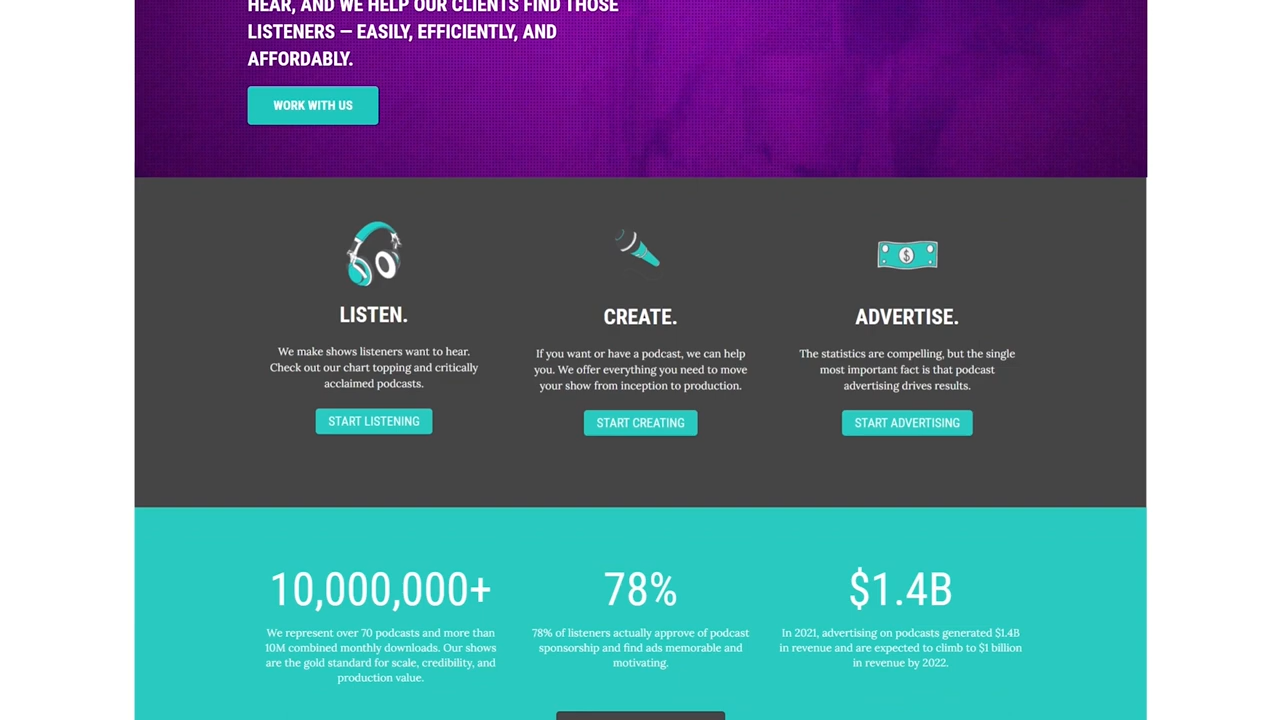 HEAR, AND WE HELP OUR CLIENTS FIND THOSE
LISTENERS — EASILY, EFFICIENTLY, AND
AFFORDABLY.
WORK WITH US
LISTEN.
We make shows listeners want to hear.
Check out our chart topping and critically
acclaimed podcasts.
START LISTENING
CREATE.
If you want or have a podcast, we can help
you. We offer everything you need to move
your show from inception to production.
START CREATING
ADVERTISE.
The statistics are compelling, but the single
most important fact is that podcast
advertising drives results.
START ADVERTISING
10,000,000+
We represent over 70 podcasts and more than
10M combined monthly downloads. Our shows
are the gold standard for scale, credibility, and
production value.
78%
78% of listeners actually approve of podcast
sponsorship and find ads memorable and
motivating.
$1.4B
In 2021, advertising on podcasts generated $1.4B
in revenue and are expected to climb to $1 billion
in revenue by 2022.